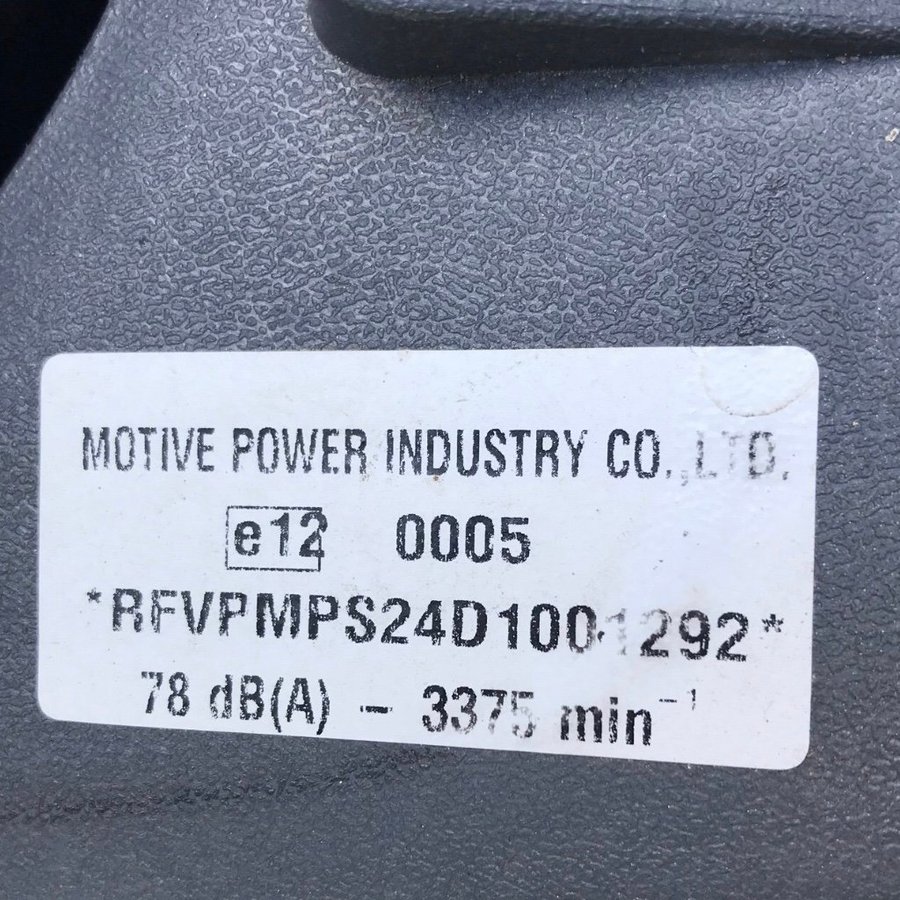 MOTIVE POWER INDUSTRY CO.,LTD.
e12 0005
*RFVPMPS24D1001292*
78 dB(A) - 3375 min⁻¹